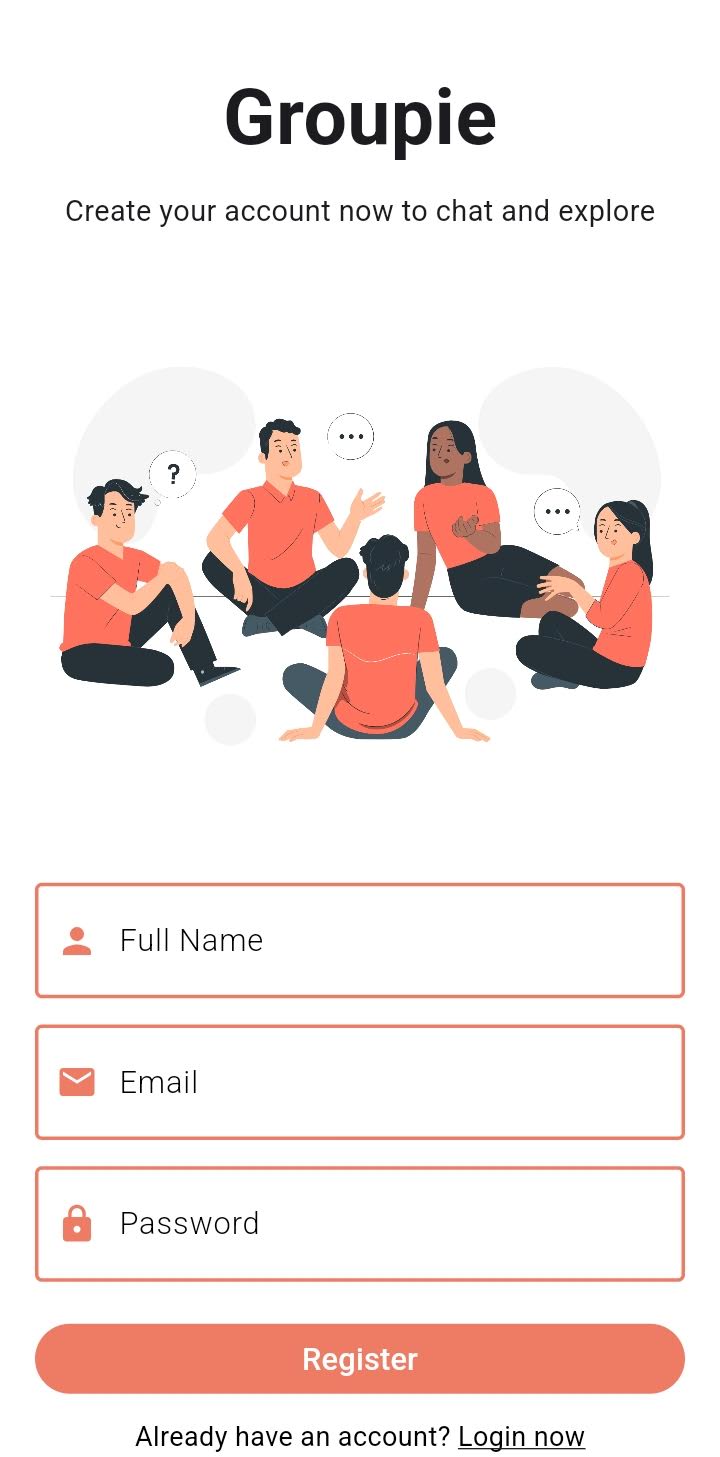 Groupie
Create your account now to chat and explore
?
Full Name
Email
Password
Register
Already have an account? Login now